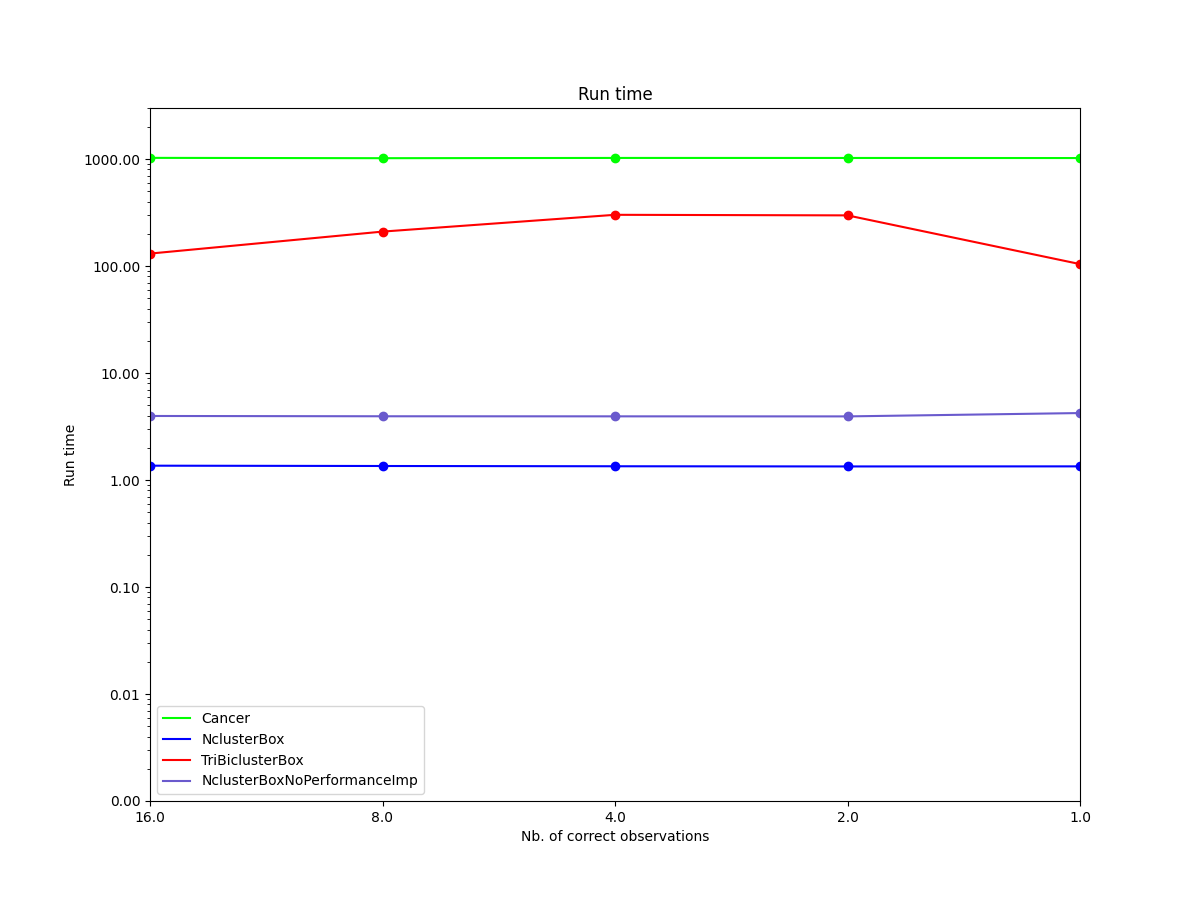 Run time
1000.00
100.00
10.00
1.00
0.10
0.01
0.00
Run time
Cancer
NclusterBox
TriBiclusterBox
NclusterBoxNoPerformanceImp
16.0 8.0 4.0 2.0 1.0
Nb. of correct observations